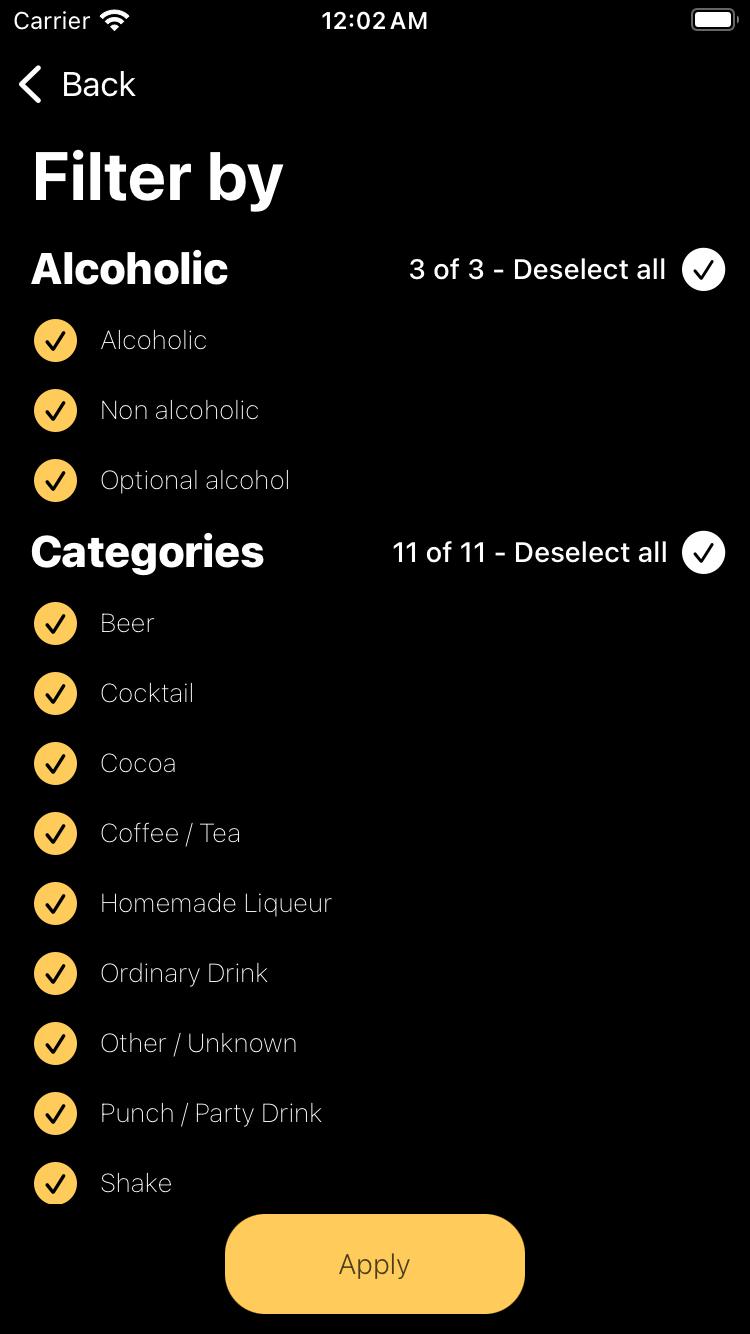 Carrier 12:02 AM
Back
Filter by
Alcoholic 3 of 3 - Deselect all
Alcoholic
Non alcoholic
Optional alcohol
Categories 11 of 11 - Deselect all
Beer
Cocktail
Cocoa
Coffee / Tea
Homemade Liqueur
Ordinary Drink
Other / Unknown
Punch / Party Drink
Shake
Apply